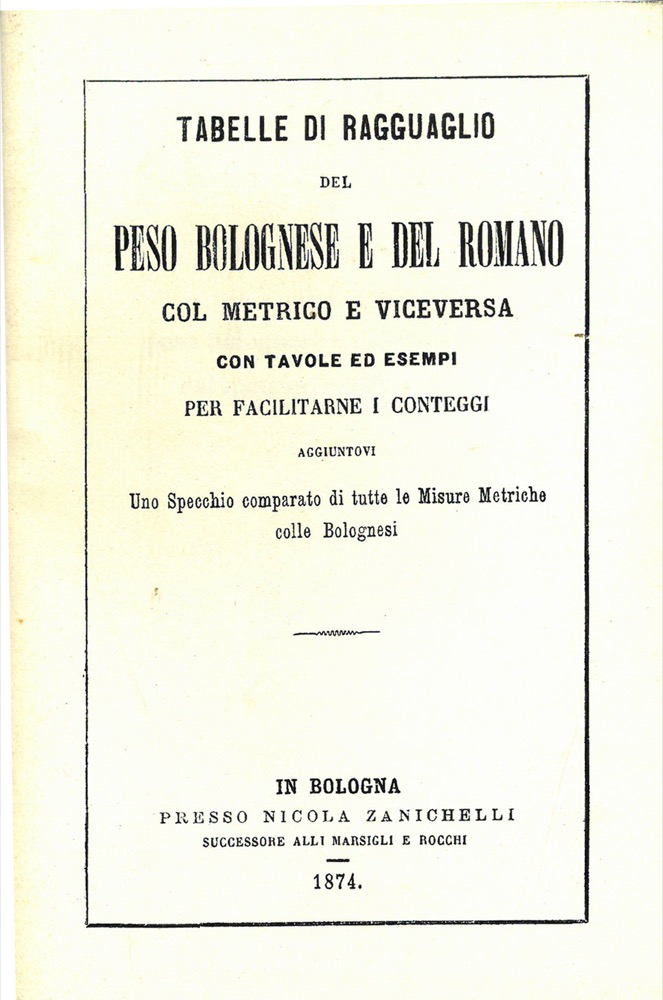 TABELLE DI RAGGUAGLIO
DEL
PESO BOLOGNESE E DEL ROMANO
COL METRICO E VICEVERSA
CON TAVOLE ED ESEMPI
PER FACILITARNE I CONTEGGI
AGGIUNTOVI
Uno Specchio comparato di tutte le Misure Metriche
colle Bolognesi
IN BOLOGNA
PRESSO NICOLA ZANICHELLI
SUCCESSORE ALLI MARSIGLI E ROCCHI
1874.